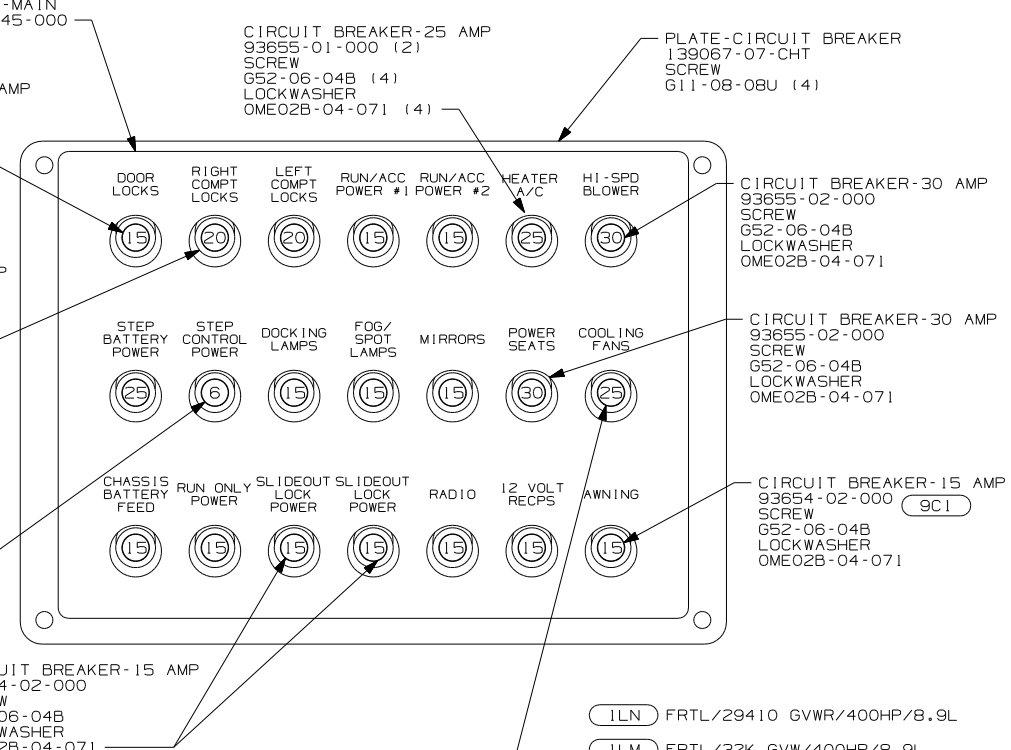 -MAIN
45-000
AMP
CIRCUIT BREAKER-25 AMP
93655-01-000 (2)
SCREW
G52-06-04B (4)
LOCKWASHER
OME02B-04-071 (4)
PLATE-CIRCUIT BREAKER
139067-07-CHT
SCREW
G11-08-08U (4)
DOOR
LOCKS
RIGHT
COMPT
LOCKS
LEFT
COMPT
LOCKS
RUN/ACC
POWER #1
RUN/ACC
POWER #2
HEATER
A/C
HI-SPD
BLOWER
15
20
20
15
15
25
30
CIRCUIT BREAKER-30 AMP
93655-02-000
SCREW
G52-06-04B
LOCKWASHER
OME02B-04-071
STEP
BATTERY
POWER
STEP
CONTROL
POWER
DOCKING
LAMPS
FOG/
SPOT
LAMPS
MIRRORS
POWER
SEATS
COOLING
FANS
25
6
15
15
15
30
25
CIRCUIT BREAKER-30 AMP
93655-02-000
SCREW
G52-06-04B
LOCKWASHER
OME02B-04-071
CHASSIS
BATTERY
FEED
RUN ONLY
POWER
SLIDEOUT
LOCK
POWER
SLIDEOUT
LOCK
POWER
RADIO
12 VOLT
RECPS
AWNING
15
15
15
15
15
15
15
CIRCUIT BREAKER-15 AMP
93654-02-000
9C1
SCREW
G52-06-04B
LOCKWASHER
OME02B-04-071
UIT BREAKER-15 AMP
4-02-000
W
06-04B
WASHER
2B-04-071
1LN FRTL/29410 GVWR/400HP/8.9L
1LM FRTL/32K GVW/400HP/8.9L